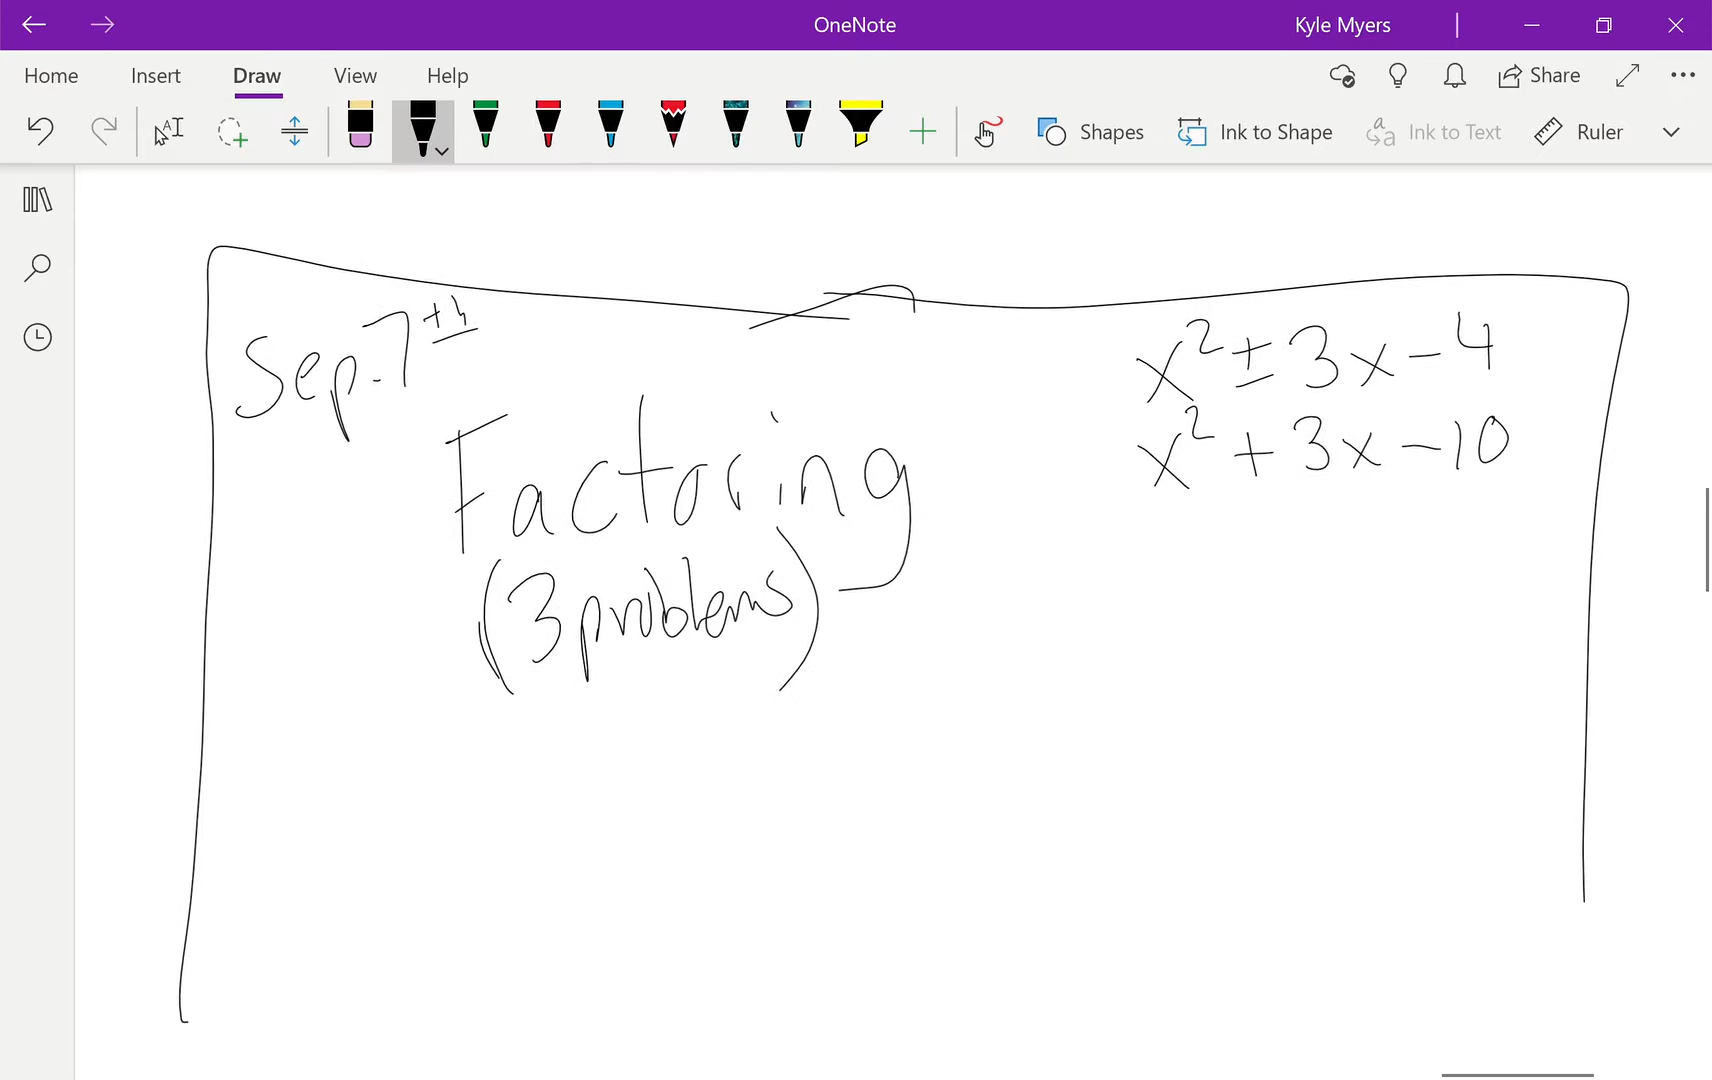 OneNote
Kyle Myers
Home Insert Draw View Help
Share
Shapes Ink to Shape Ink to Text Ruler
Sep. 7th
x² ± 3x - 4
x² + 3x - 10
Factoring
(3 problems)